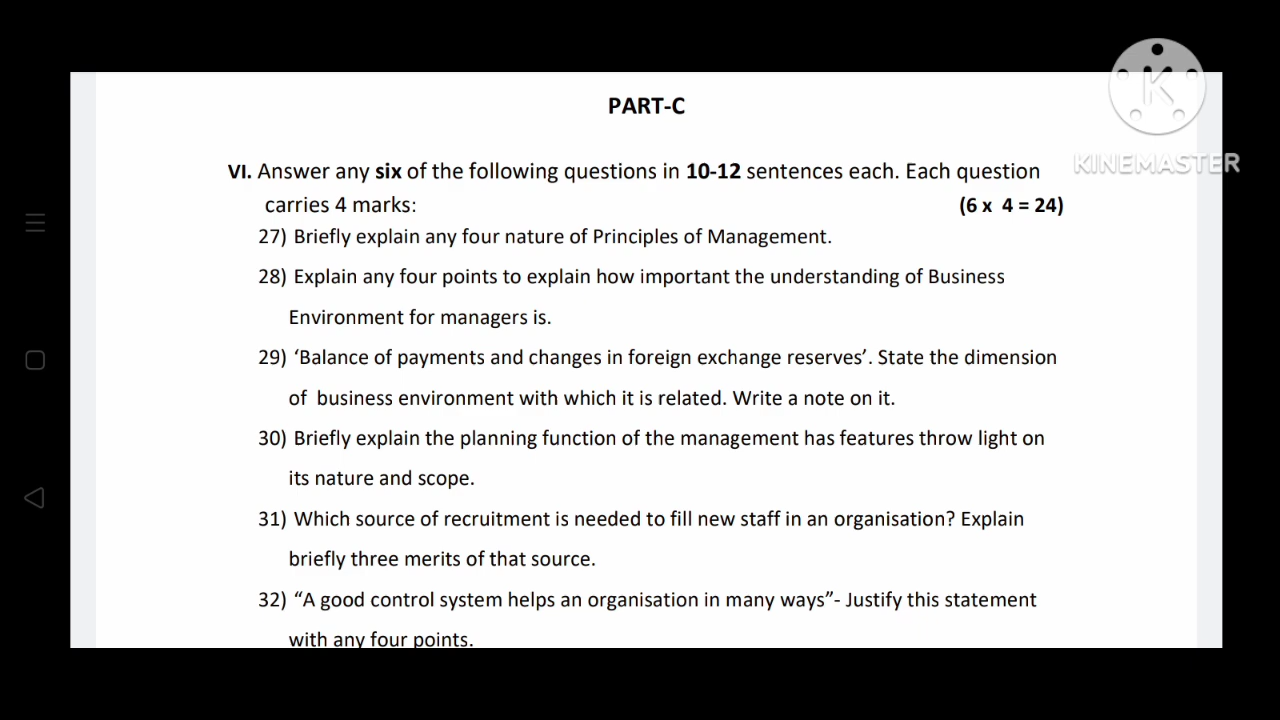 PART-C
KINEMASTER
VI. Answer any six of the following questions in 10-12 sentences each. Each question
carries 4 marks: (6 x 4 = 24)
27) Briefly explain any four nature of Principles of Management.
28) Explain any four points to explain how important the understanding of Business
Environment for managers is.
29) ‘Balance of payments and changes in foreign exchange reserves’. State the dimension
of business environment with which it is related. Write a note on it.
30) Briefly explain the planning function of the management has features throw light on
its nature and scope.
31) Which source of recruitment is needed to fill new staff in an organisation? Explain
briefly three merits of that source.
32) “A good control system helps an organisation in many ways”- Justify this statement
with any four points.